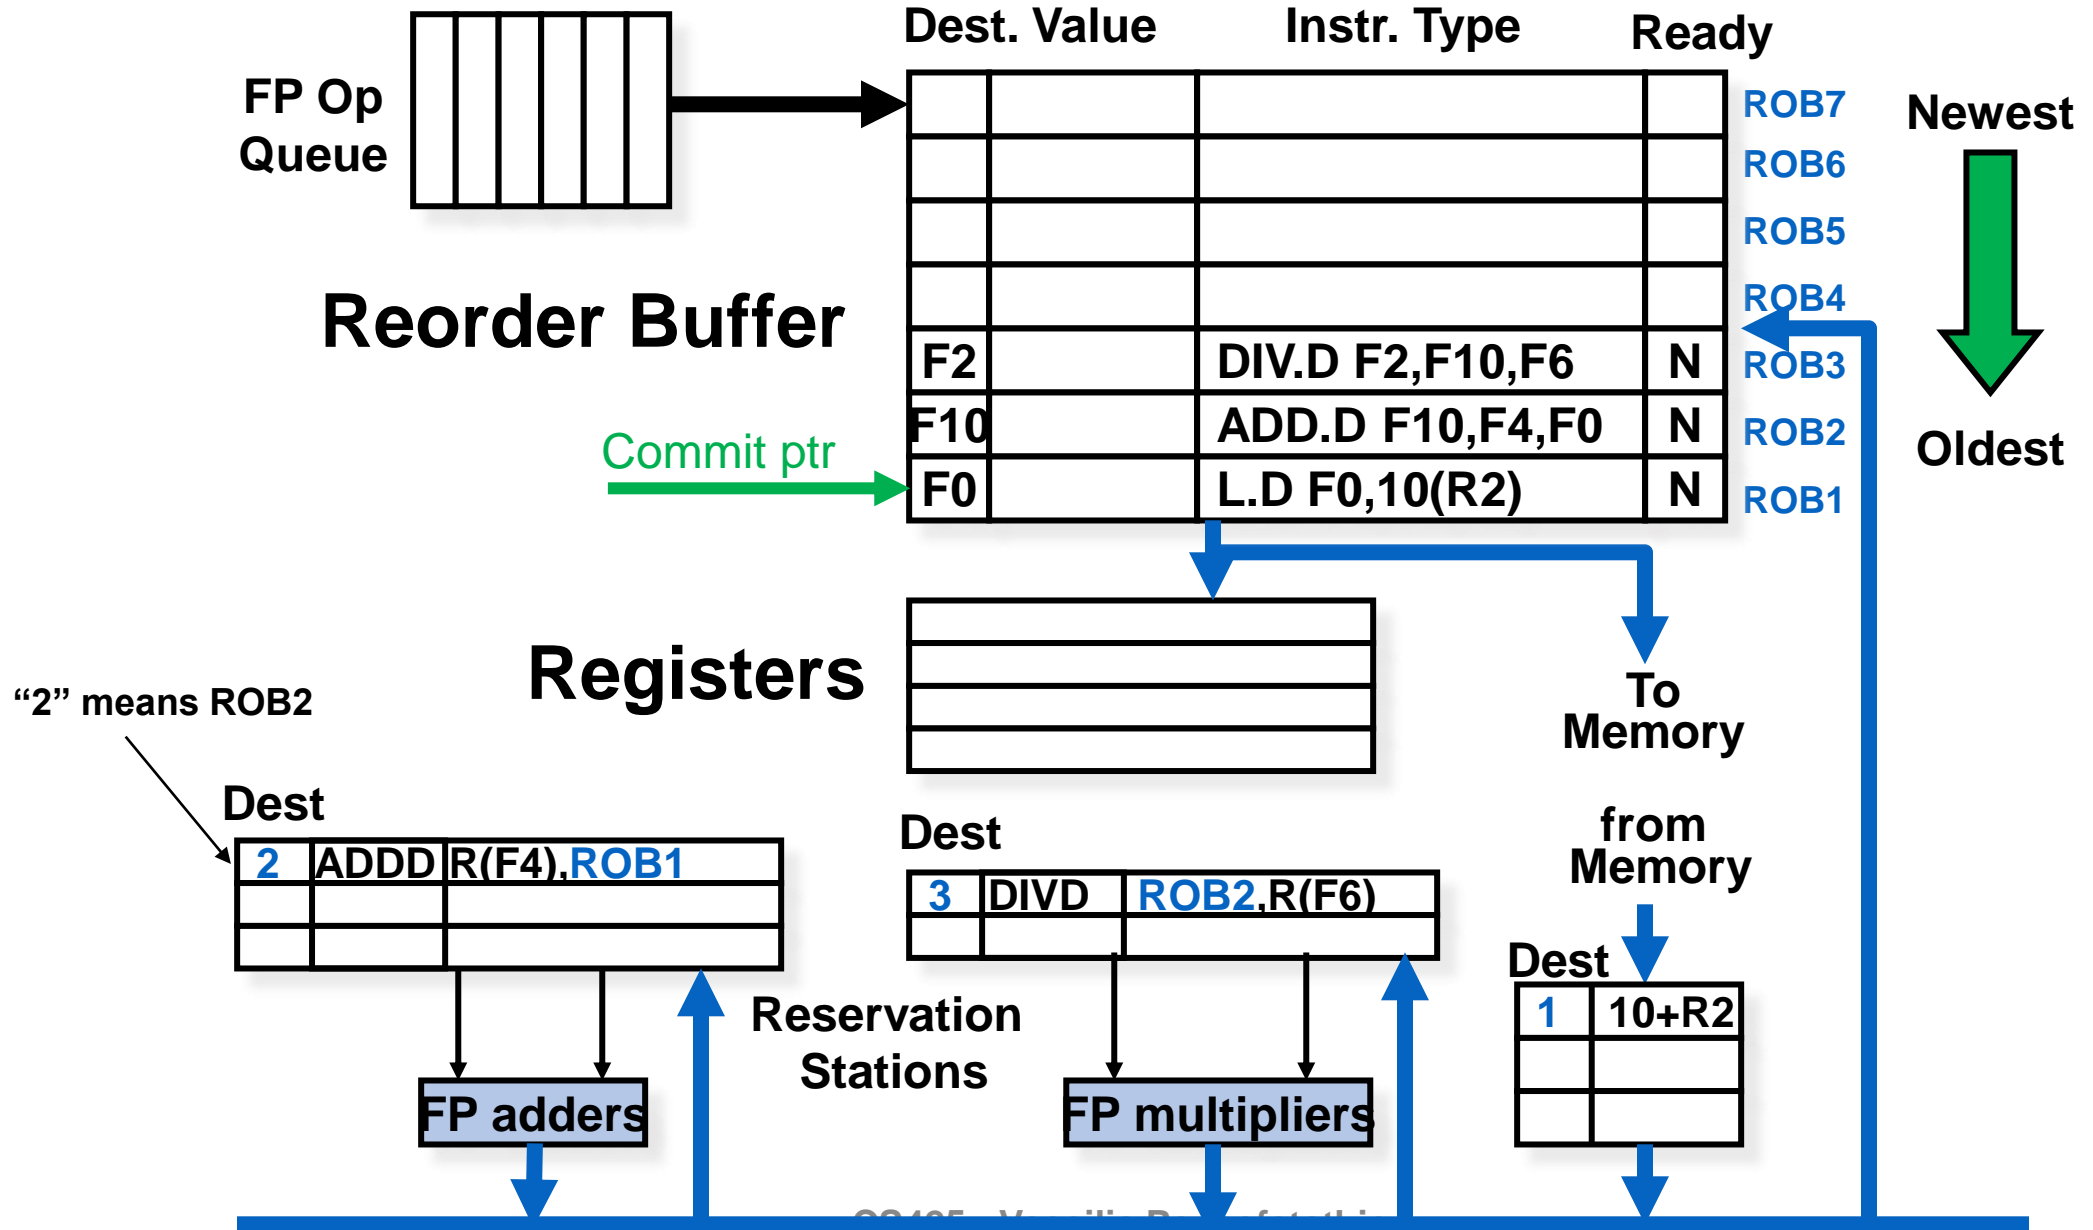 Dest. Value Instr. Type Ready
FP Op
Queue
ROB7
Newest
ROB6
ROB5
Reorder Buffer
ROB4
F2 DIV.D F2,F10,F6 N ROB3
F10 ADD.D F10,F4,F0 N ROB2
Oldest
Commit ptr
F0 L.D F0,10(R2) N ROB1
Registers
To
Memory
“2” means ROB2
Dest
2 ADDD R(F4),ROB1
Dest
3 DIVD ROB2,R(F6)
from
Memory
Dest
1 10+R2
Reservation
Stations
FP adders
FP multipliers